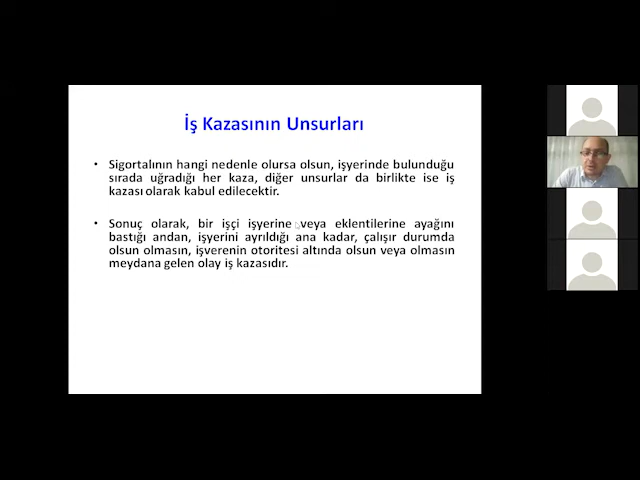 İş Kazasının Unsurları
• Sigortalının hangi nedenle olursa olsun, işyerinde bulunduğu
sırada uğradığı her kaza, diğer unsurlar da birlikte ise iş
kazası olarak kabul edilecektir.
• Sonuç olarak, bir işçi işyerine veya eklentilerine ayağını
bastığı andan, işyerini ayrıldığı ana kadar, çalışır durumda
olsun olmasın, işverenin otoritesi altında olsun veya olmasın
meydana gelen olay iş kazasıdır.